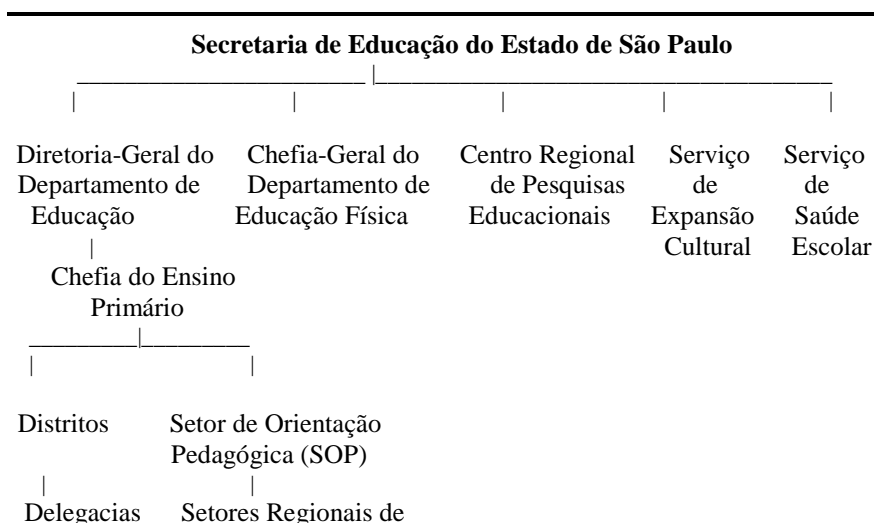 Secretaria de Educação do Estado de São Paulo
Diretoria-Geral do Departamento de Educação
Chefia-Geral do Departamento de Educação Física
Centro Regional de Pesquisas Educacionais
Serviço de Expansão Cultural
Serviço de Saúde Escolar
Chefia do Ensino
Primário
Distritos
Setor de Orientação
Pedagógica (SOP)
Delegacias
Setores Regionais de